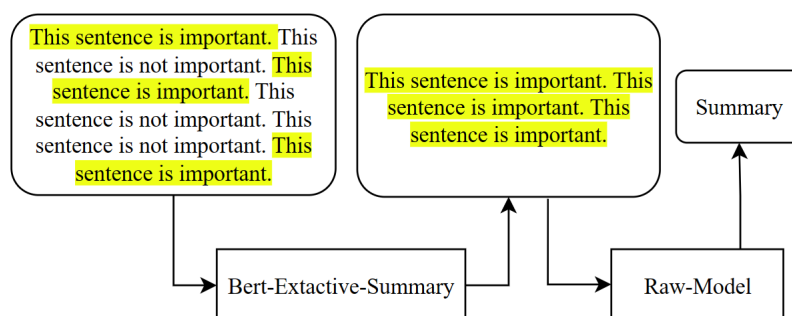 This sentence is important. This
sentence is not important. This
sentence is important. This
sentence is not important. This
sentence is not important. This
sentence is important.
This sentence is important. This
sentence is important. This
sentence is important.
Summary
Bert-Extactive-Summary
Raw-Model